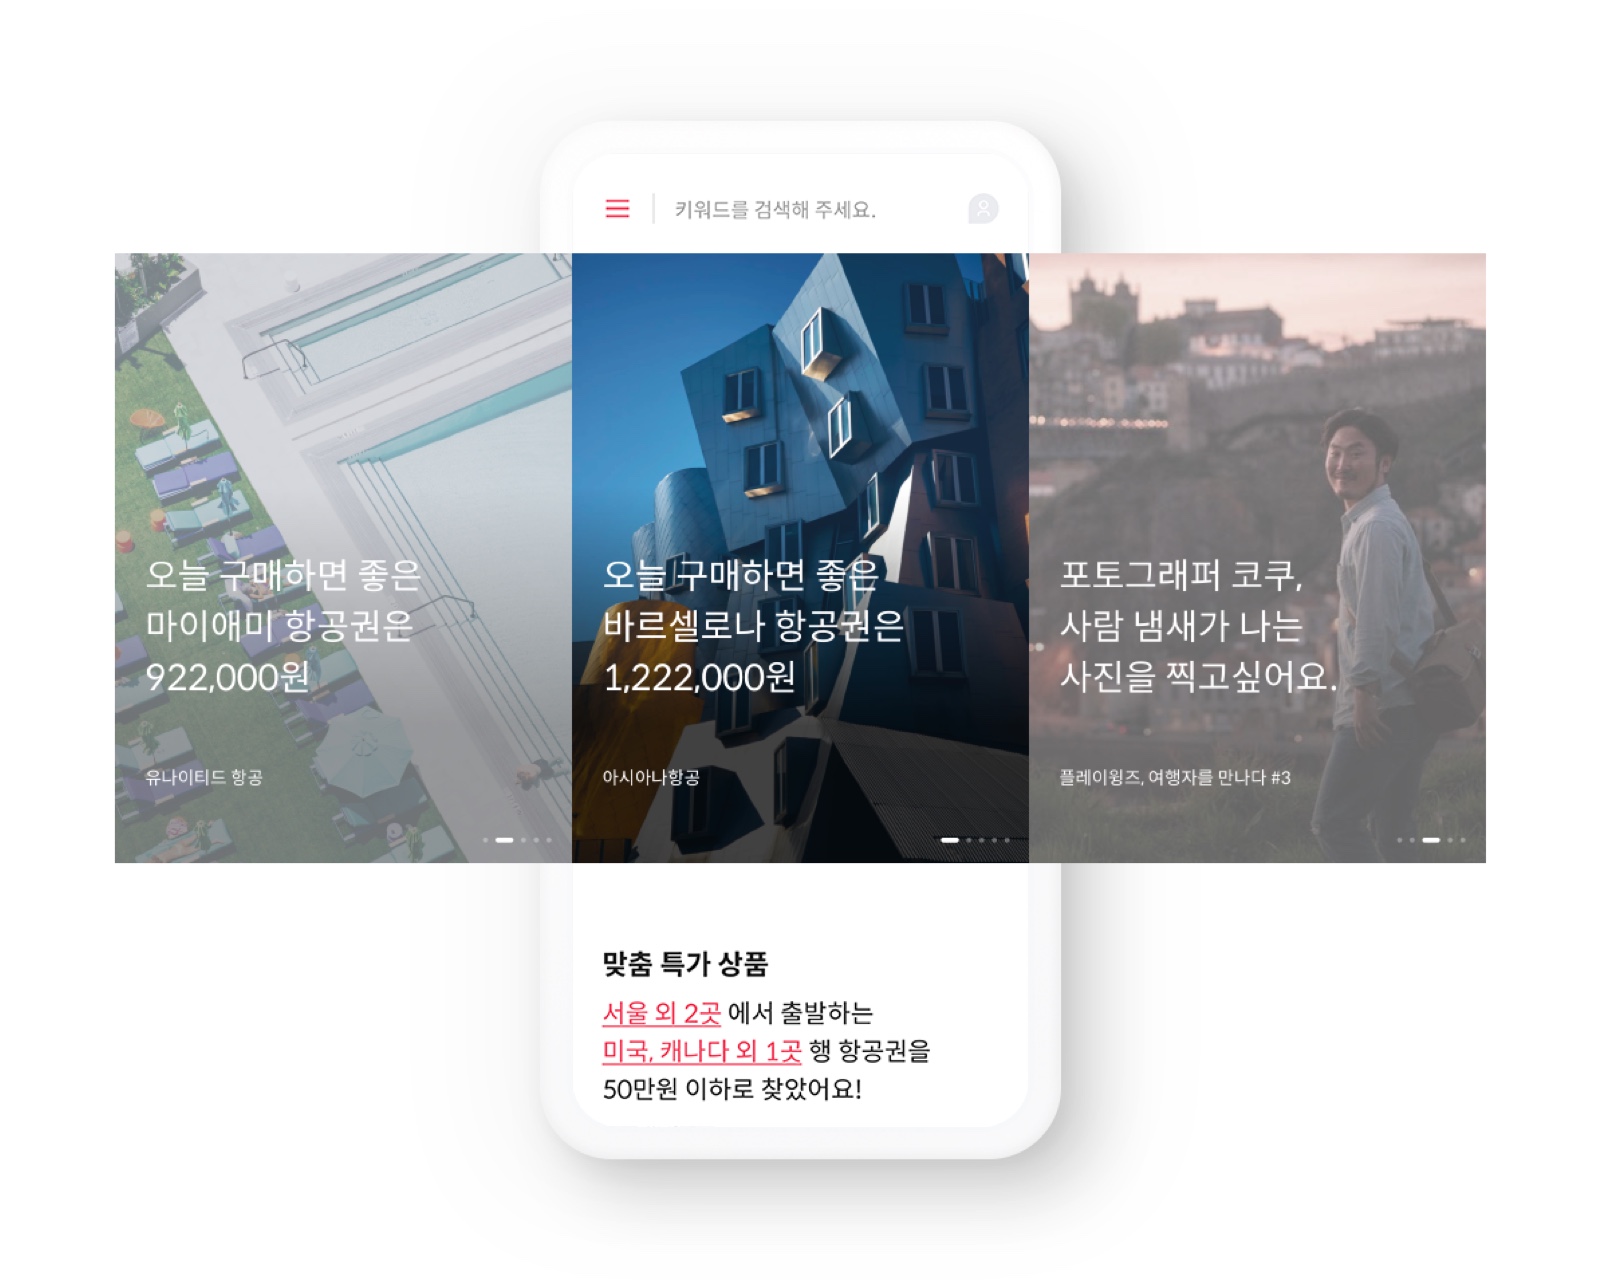 키워드를 검색해 주세요.
오늘 구매하면 좋은
마이애미 항공권은
922,000원
유나이티드 항공
오늘 구매하면 좋은
바르셀로나 항공권은
1,222,000원
아시아나항공
포토그래퍼 코쿠,
사람 냄새가 나는
사진을 찍고싶어요.
플레이윙즈, 여행자를 만나다 #3
맞춤 특가 상품
서울 외 2곳 에서 출발하는
미국, 캐나다 외 1곳 행 항공권을
50만원 이하로 찾았어요!